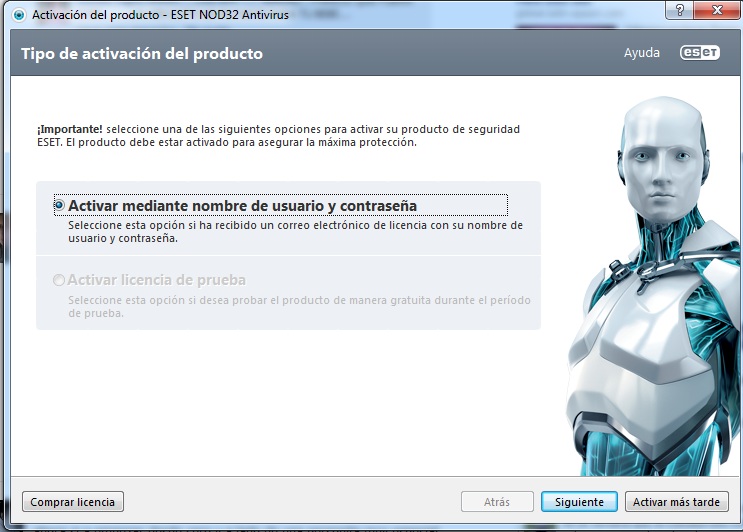 Activación del producto - ESET NOD32 Antivirus
Tipo de activación del producto
Ayuda
eseT
¡Importante! seleccione una de las siguientes opciones para activar su producto de seguridad
ESET. El producto debe estar activado para asegurar la máxima protección.
Activar mediante nombre de usuario y contraseña
Seleccione esta opción si ha recibido un correo electrónico de licencia con su nombre de
usuario y contraseña.
Activar licencia de prueba
Seleccione esta opción si desea probar el producto de manera gratuita durante el período
de prueba.
Comprar licencia
Atrás
Siguiente
Activar más tarde